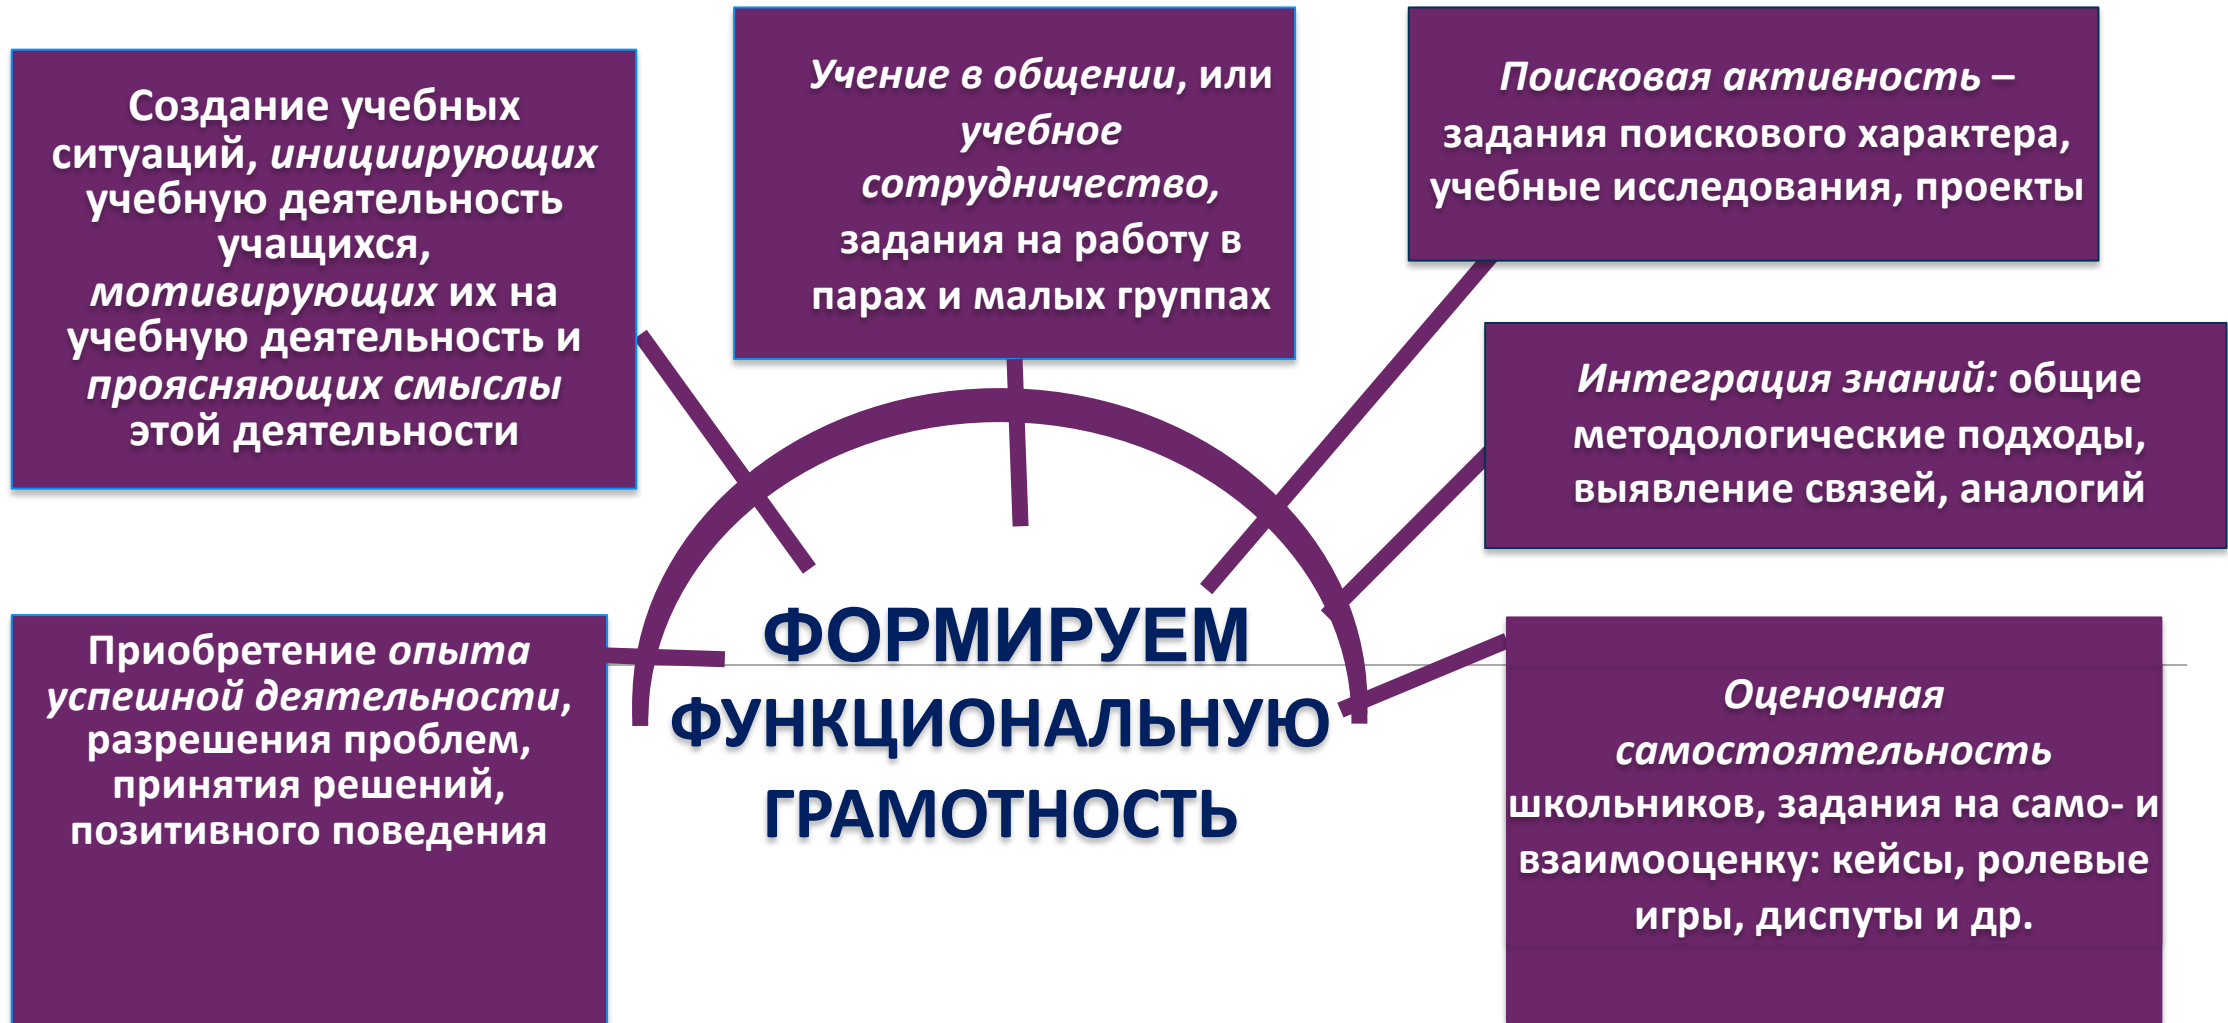 Создание учебных
ситуаций, инициирующих
учебную деятельность
учащихся,
мотивирующих их на
учебную деятельность и
проясняющих смыслы
этой деятельности
Учение в общении, или
учебное
сотрудничество,
задания на работу в
парах и малых группах
Поисковая активность –
задания поискового характера,
учебные исследования, проекты
Интеграция знаний: общие
методологические подходы,
выявление связей, аналогий
Приобретение опыта
успешной деятельности,
разрешения проблем,
принятия решений,
позитивного поведения
ФОРМИРУЕМ
ФУНКЦИОНАЛЬНУЮ
ГРАМОТНОСТЬ
Оценочная
самостоятельность
школьников, задания на само- и
взаимооценку: кейсы, ролевые
игры, диспуты и др.